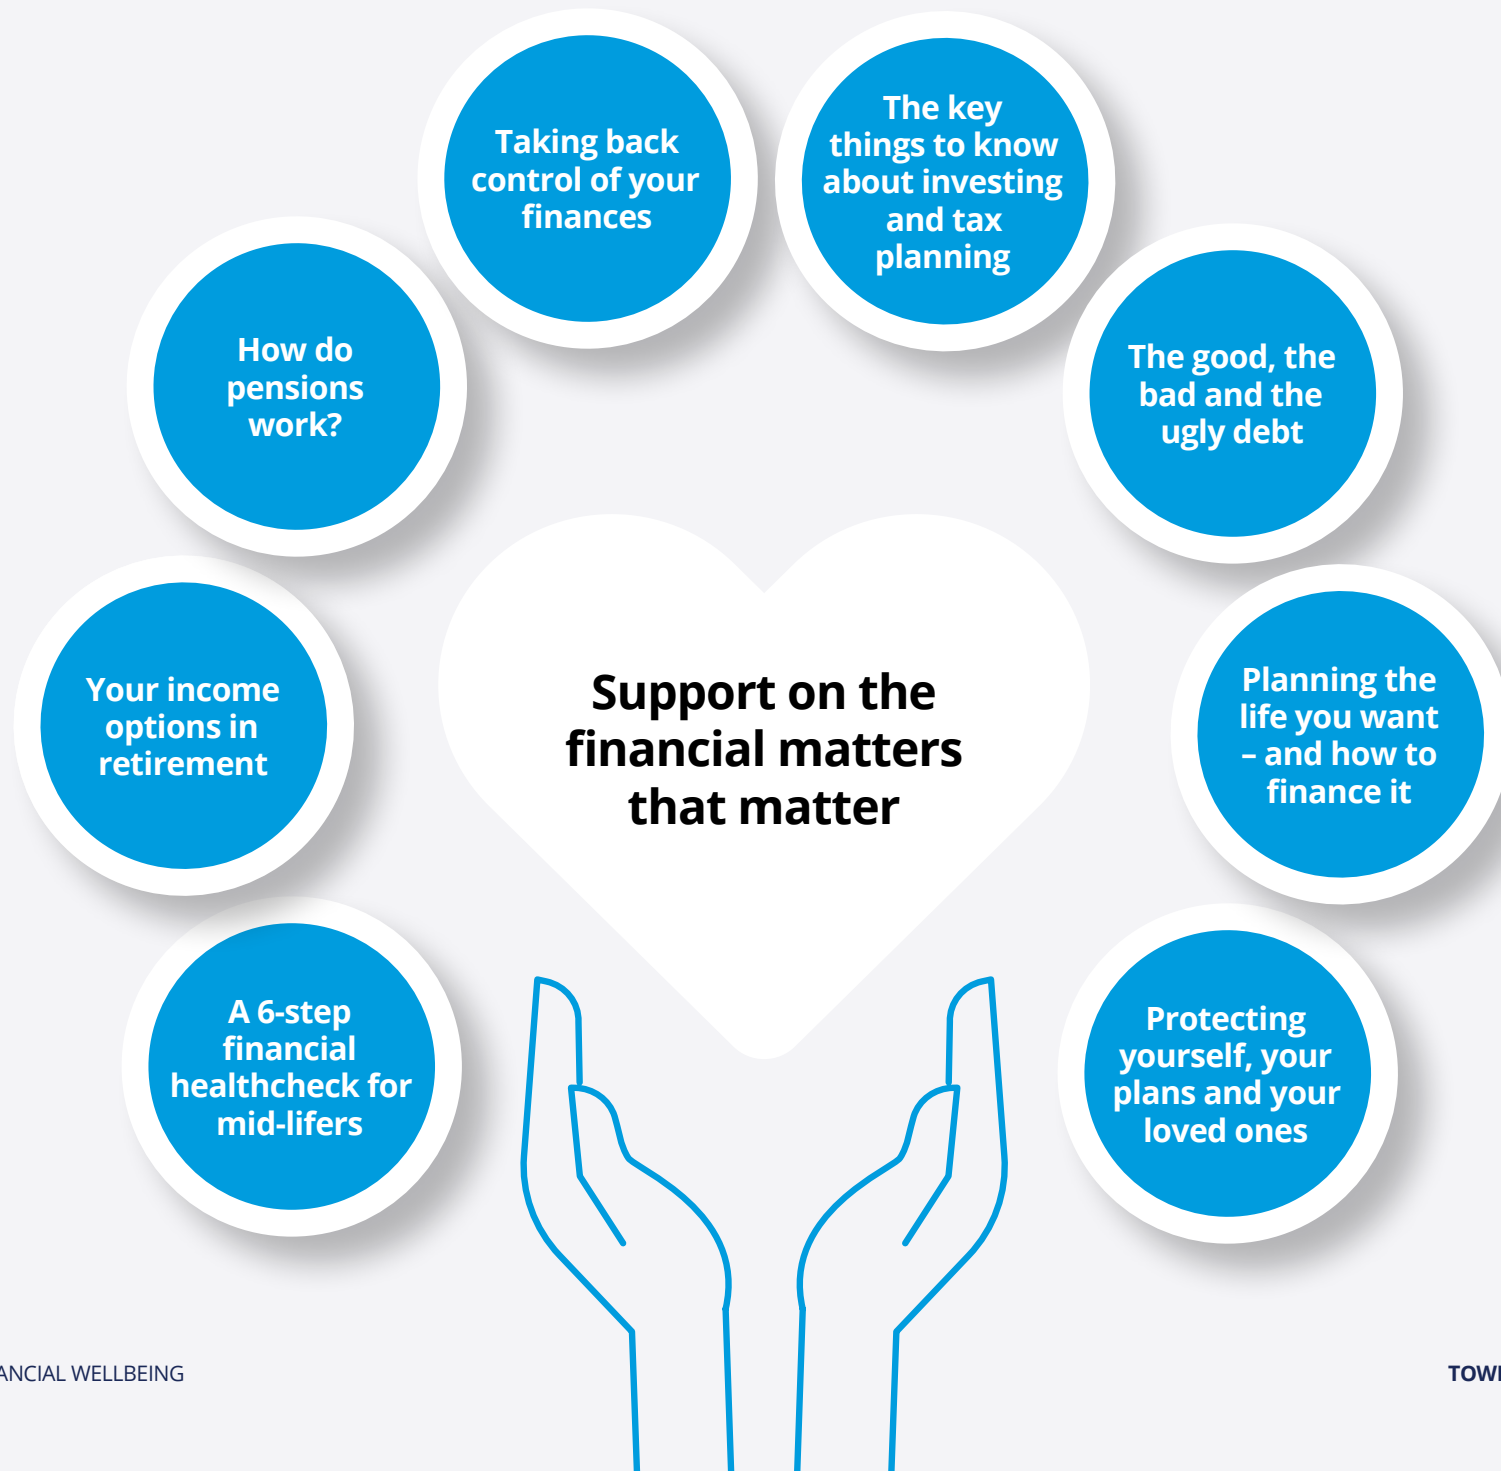 Taking back
control of your
finances
The key
things to know
about investing
and tax
planning
How do
pensions
work?
The good, the
bad and the
ugly debt
Your income
options in
retirement
Support on the
financial matters
that matter
Planning the
life you want
– and how to
finance it
A 6-step
financial
healthcheck for
mid-lifers
Protecting
yourself, your
plans and your
loved ones
WELLBEING